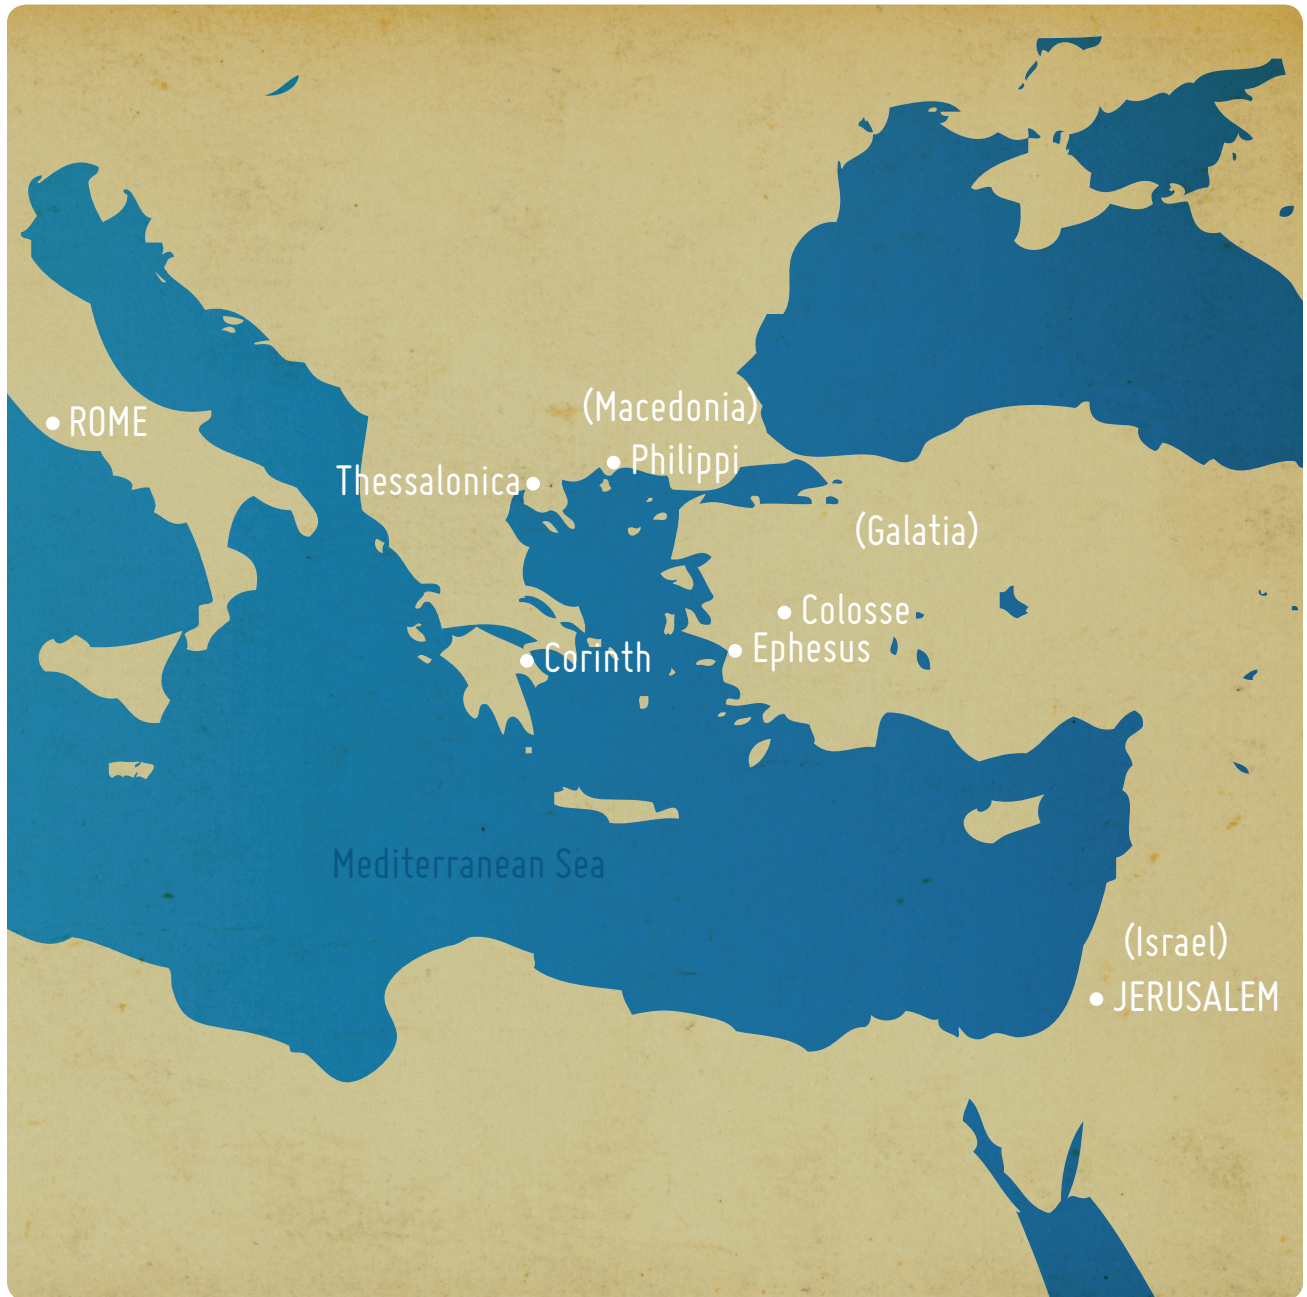 (Macedonia)
ROME
Philippi
Thessalonica
(Galatia)
Colosse
Ephesus
Corinth
Mediterranean Sea
(Israel)
JERUSALEM